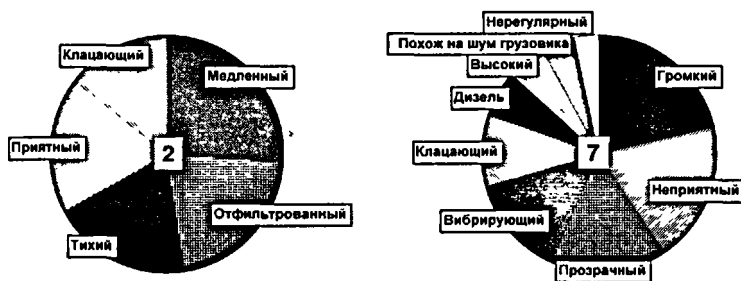 Клацающий
Медленный
Приятный
2
Отфильтрованный
Тихий
Нерегулярный
Похож на шум грузовика
Высокий
Громкий
Дизель
Клацающий
7
Неприятный
Вибрирующий
Прозрачный